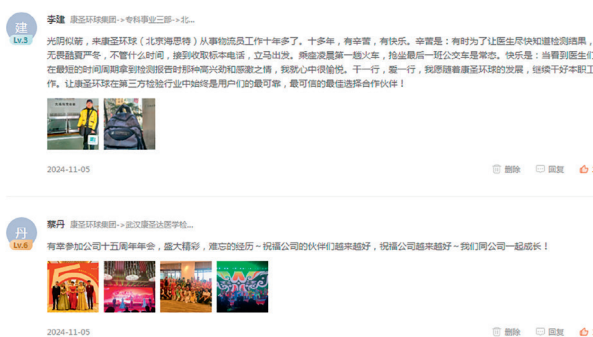 建
Lv.3
李建 康圣环球集团->专科事业三部->北...
光阴似箭，来康圣环球（北京海思特）从事物流员工作十年多了。十多年，有辛苦，有快乐。辛苦是：有时为了让医生尽快知道检测结果，
无畏酷夏严冬，不管什么时间，接到收取标本电话，立马出发。乘座凌晨第一趟火车，抢坐最后一班公交车是常态。快乐是：当看到医生们
在最短的时间周期拿到检测报告时那种高兴劲和感激之情，我就心中很愉悦。干一行，爱一行，我愿随着康圣环球的发展，继续干好本职工
作。让康圣环球在第三方检验行业中始终是用户们的最可靠，最可信的最佳选择合作伙伴！
2024-11-05 删除 回复
丹
Lv.6
蔡丹 康圣环球集团->武汉康圣达医学检...
有幸参加公司十五周年年会，盛大精彩，难忘的经历～祝福公司的伙伴们越来越好，祝福公司越来越好～我们同公司一起成长！
2024-11-05 删除 回复